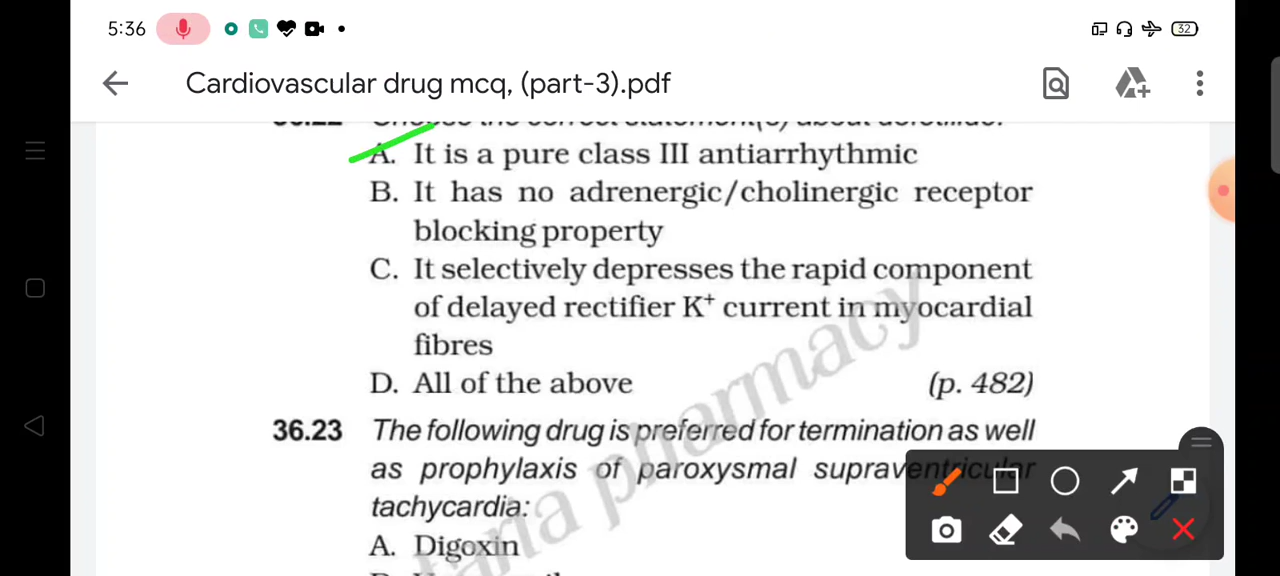 5:36
32
Cardiovascular drug mcq, (part-3).pdf
A. It is a pure class III antiarrhythmic
B. It has no adrenergic/cholinergic receptor
blocking property
C. It selectively depresses the rapid component
of delayed rectifier K⁺ current in myocardial
fibres
D. All of the above (p. 482)
36.23 The following drug is preferred for termination as well
as prophylaxis of paroxysmal supraventricular
tachycardia:
A. Digoxin
pharmacy